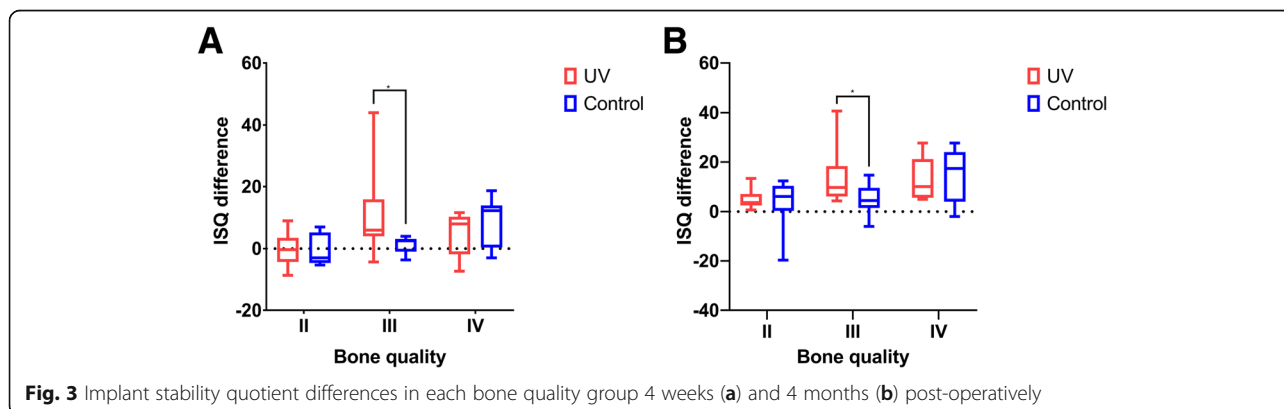 A
60
40
20
0
-20
ISQ difference
*
II III IV
Bone quality
UV
Control
B
60
40
20
0
-20
-40
ISQ difference
*
II III IV
Bone quality
UV
Control
Fig. 3 Implant stability quotient differences in each bone quality group 4 weeks (a) and 4 months (b) post-operatively